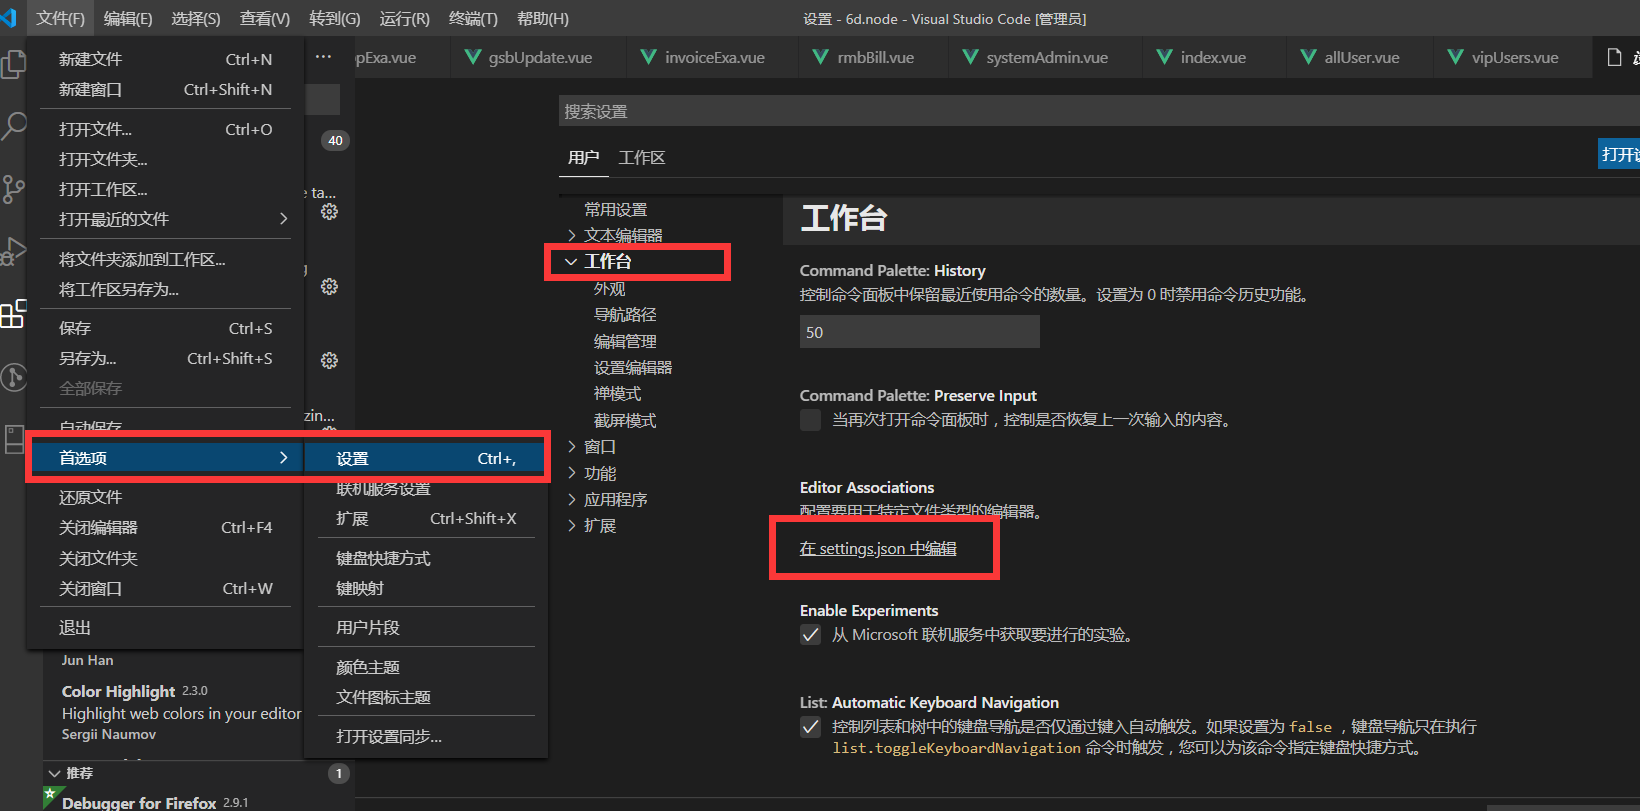 文件(F) 编辑(E) 选择(S) 查看(V) 转到(G) 运行(R) 终端(T) 帮助(H)
设置 - 6d.node - Visual Studio Code [管理员]
pExa.vue gsbUpdate.vue invoiceExa.vue rmbBill.vue systemAdmin.vue index.vue allUser.vue vipUsers.vue
新建文件 Ctrl+N
新建窗口 Ctrl+Shift+N
打开文件... Ctrl+O
打开文件夹...
打开工作区...
打开最近的文件
将文件夹添加到工作区...
将工作区另存为...
保存 Ctrl+S
另存为... Ctrl+Shift+S
全部保存
自动保存
首选项
还原文件
关闭编辑器 Ctrl+F4
关闭文件夹
关闭窗口 Ctrl+W
退出
40
ta...
zin...
设置 Ctrl+,
联机服务设置
扩展 Ctrl+Shift+X
键盘快捷方式
键映射
用户片段
颜色主题
文件图标主题
打开设置同步...
Jun Han
Color Highlight 2.3.0
Highlight web colors in your editor
Sergii Naumov
推荐 1
Debugger for Firefox 2.9.1
搜索设置
用户 工作区
打开
常用设置
文本编辑器
工作台
外观
导航路径
编辑管理
设置编辑器
禅模式
截屏模式
窗口
功能
应用程序
扩展
工作台
Command Palette: History
控制命令面板中保留最近使用命令的数量。设置为 0 时禁用命令历史功能。
50
Command Palette: Preserve Input
当再次打开命令面板时，控制是否恢复上一次输入的内容。
Editor Associations
配置要用于特定文件类型的编辑器。
在 settings.json 中编辑
Enable Experiments
从 Microsoft 联机服务中获取要进行的实验。
List: Automatic Keyboard Navigation
控制列表和树中的键盘导航是否仅通过键入自动触发。如果设置为 false ，键盘导航只在执行
list.toggleKeyboardNavigation 命令时触发，您可以为该命令指定键盘快捷方式。